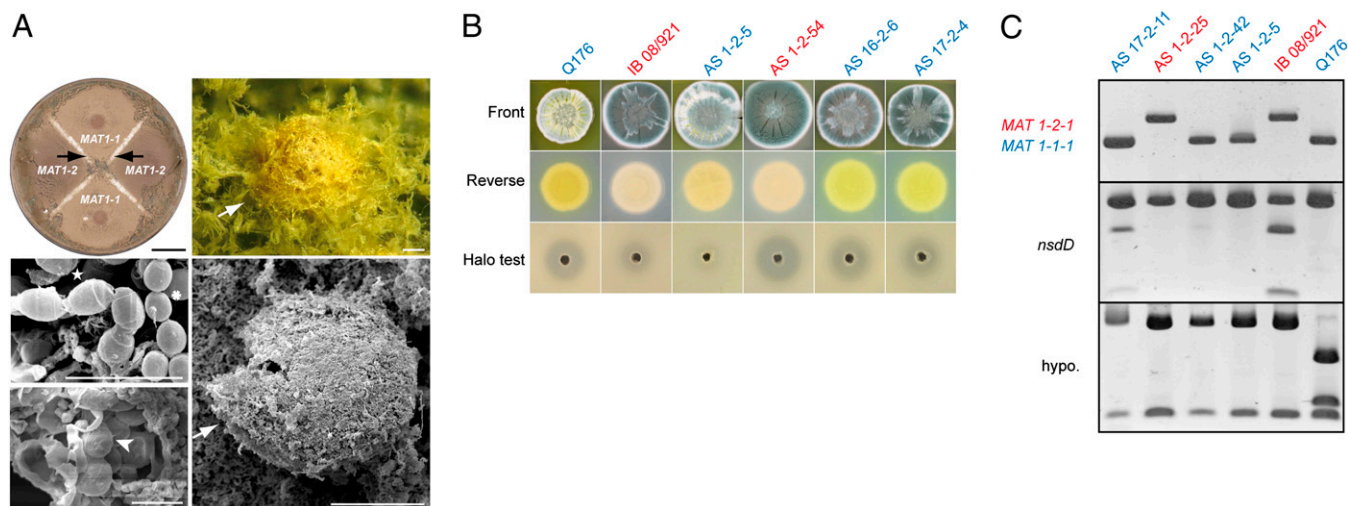 A
MAT1-1
MAT1-2
MAT1-2
MAT1-1
B
Q176
IB 08/921
AS 1-2-5
AS 1-2-54
AS 16-2-6
AS 17-2-4
Front
Reverse
Halo test
C
AS 17-2-11
AS 1-2-25
AS 1-2-42
AS 1-2-5
IB 08/921
Q176
MAT 1-2-1
MAT 1-1-1
nsdD
hypo.